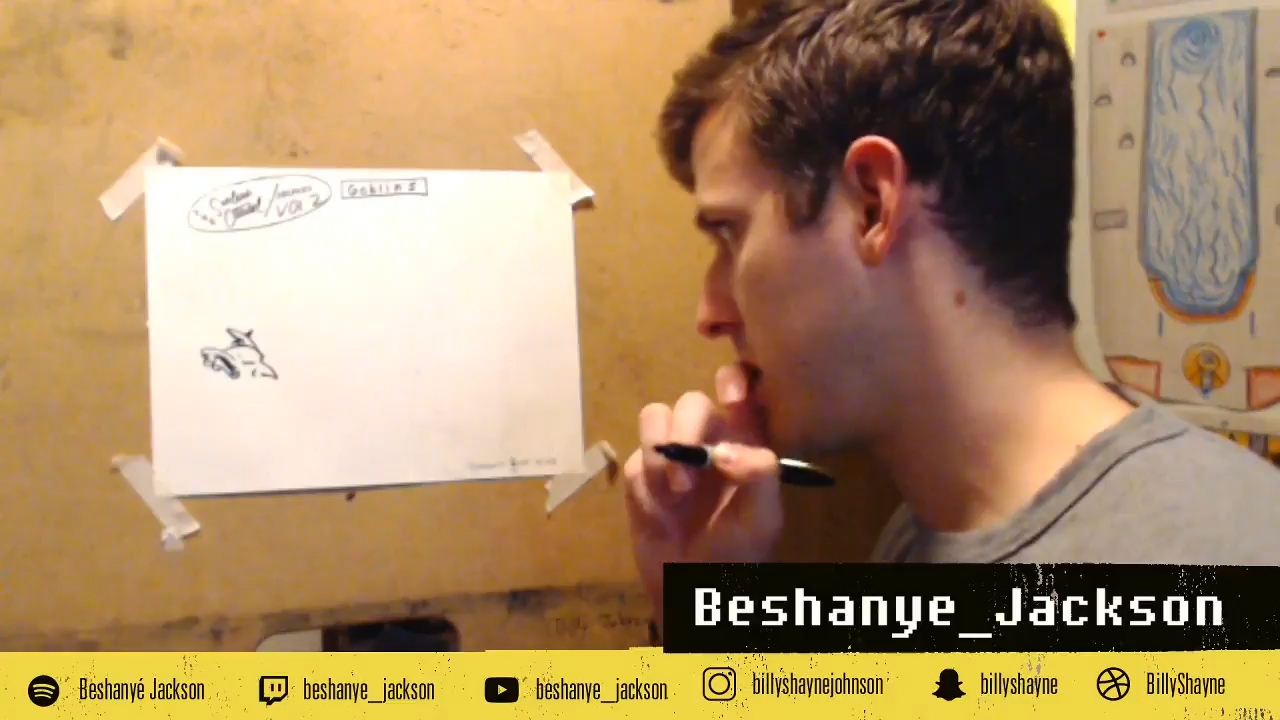 VOl 2
Goblins
Beshanye_Jackson
Beshanyé Jackson
beshanye_jackson
beshanye_jackson
billyshaynejohnson
billyshayne
BillyShayne